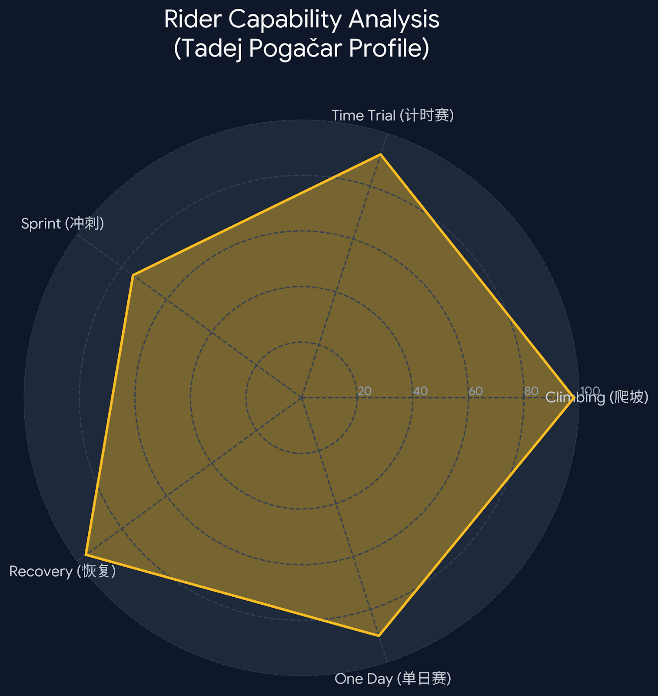 Rider Capability Analysis
(Tadej Pogačar Profile)
Time Trial (计时赛)
Sprint (冲刺)
20 40 60 80 100
Climbing (爬坡)
Recovery (恢复)
One Day (单日赛)